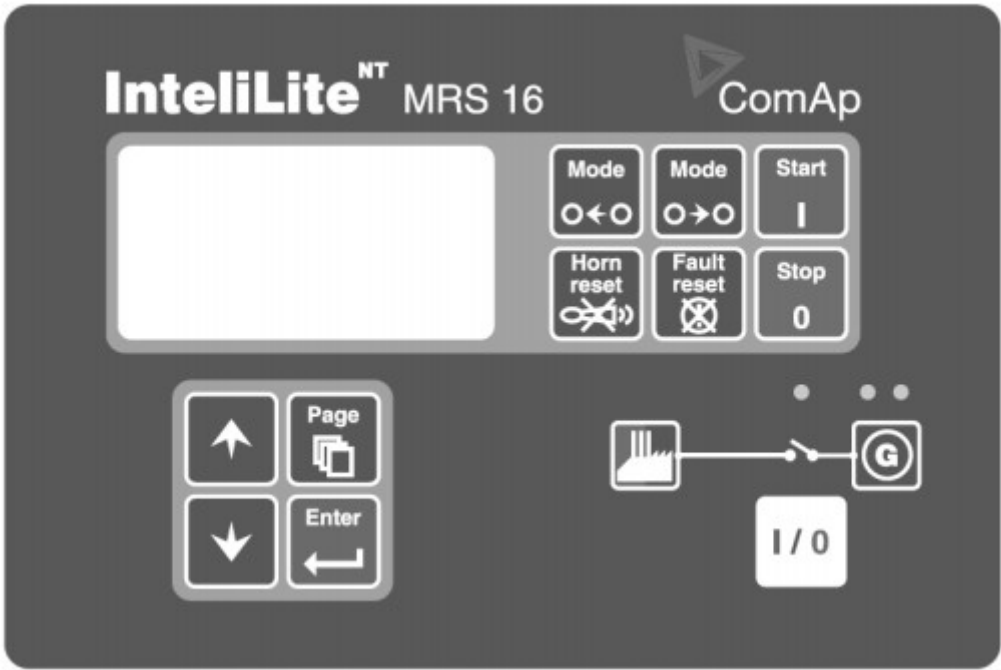 InteliLite NT MRS 16
ComAp
Mode
Mode
Start
I
Horn
reset
Fault
reset
Stop
0
Page
Enter
G
I / 0